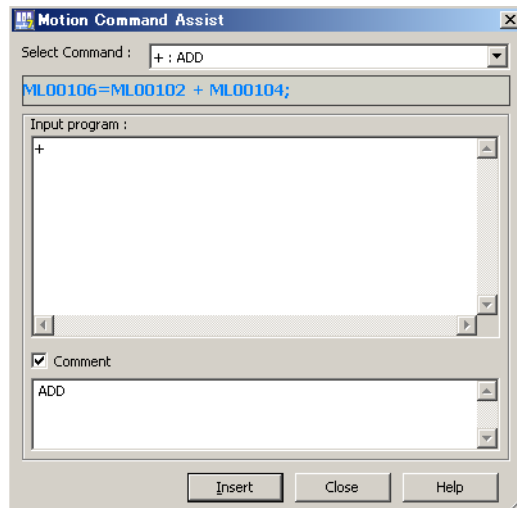 Motion Command Assist
Select Command : + : ADD
ML00106=ML00102 + ML00104;
Input program :
+
Comment
ADD
Insert Close Help